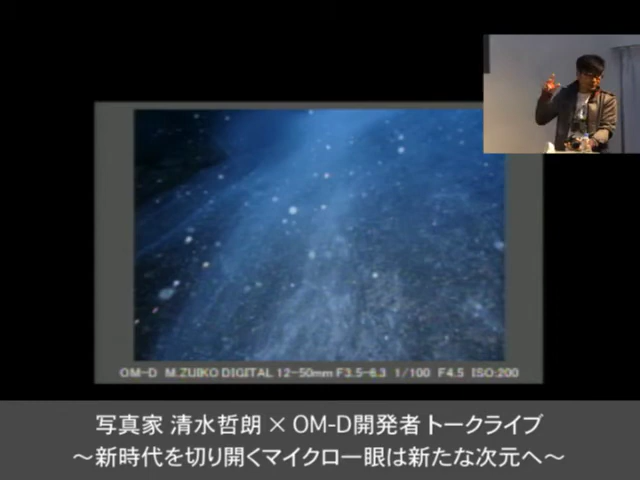 OM-D M.ZUIKO DIGITAL 12-50mm F3.5-6.3 1/100 F4.5 ISO:200
写真家 清水哲朗 × OM-D開発者 トークライブ
～新時代を切り開くマイクロ一眼は新たな次元へ～